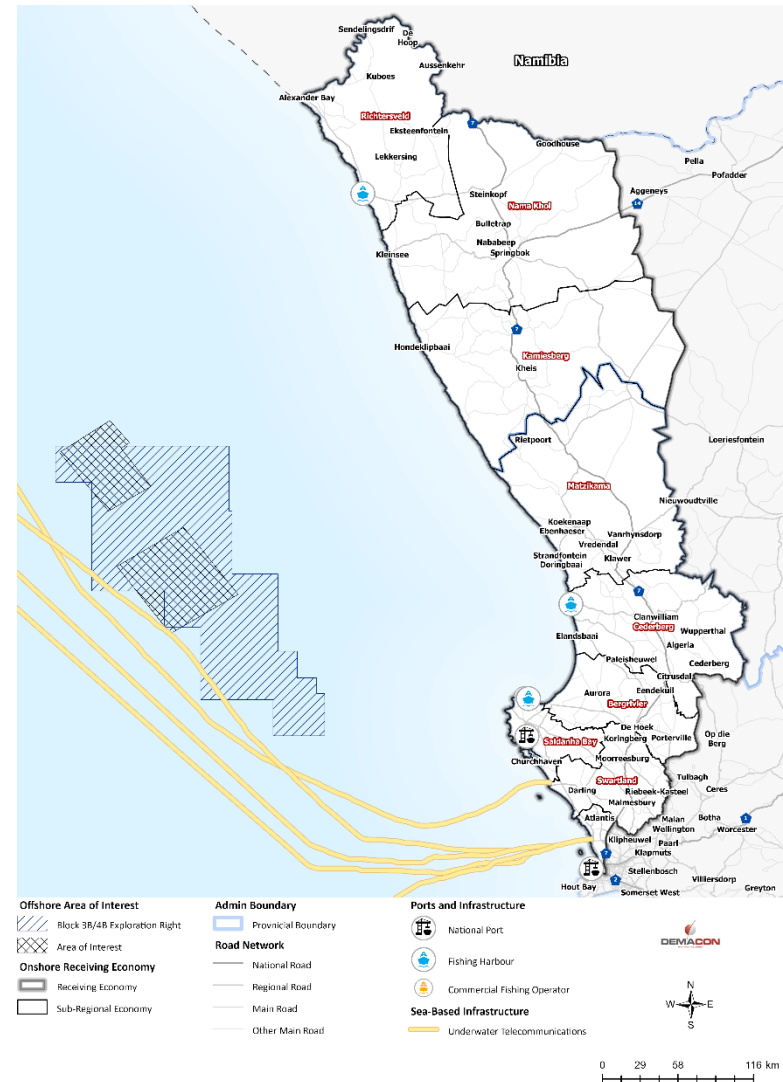 Sendelingsdrif
De
Hoop
Namibia
Kuboes
Aussenkehr
Alexander Bay
Richtersveld
7
Eksteenfontein
Goodhouse
Lekkersing
Pella
Pofadder
Aggeneys
Steinkopf
14
Nama Khoi
Bulletrap
Nababeep
Kleinsee
Springbok
7
Hondeklipbaai
Kamiesberg
Kheis
Rietpoort
Loeriesfontein
Matzikama
Nieuwoudtville
Koekenaap
Ebenhaeser
Vanrhynsdorp
Vredendal
Strandfontein
Klawer
Doringbaai
7
Clanwilliam
Cederberg
Wupperthal
Elandsbaai
Algeria
Paleisheuwel
Cederberg
Citrusdal
Aurora
Eendekuil
Bergrivier
De Hoek
Saldanha Bay
Koringberg
Porterville
Op die
Berg
Churchhaven
Moorreesburg
Swartland
Tulbagh
Darling
Riebeek-Kasteel
Ceres
Malmesbury
Atlantis
Malan
Botha
1
Wellington
Worcester
Klipheuwel
Paarl
7
Klapmuts
Stellenbosch
Hout Bay
2
Villiersdorp
Somerset West
Greyton
Offshore Area of Interest
Block 3B/4B Exploration Right
Area of Interest
Onshore Receiving Economy
Receiving Economy
Sub-Regional Economy
Admin Boundary
Provnicial Boundary
Road Network
National Road
Regional Road
Main Road
Other Main Road
Ports and Infrastructure
National Port
Fishing Harbour
Commercial Fishing Operator
Sea-Based Infrastructure
Underwater Telecommunications
DEMACON
N
W E
S
0 29 58 116 km